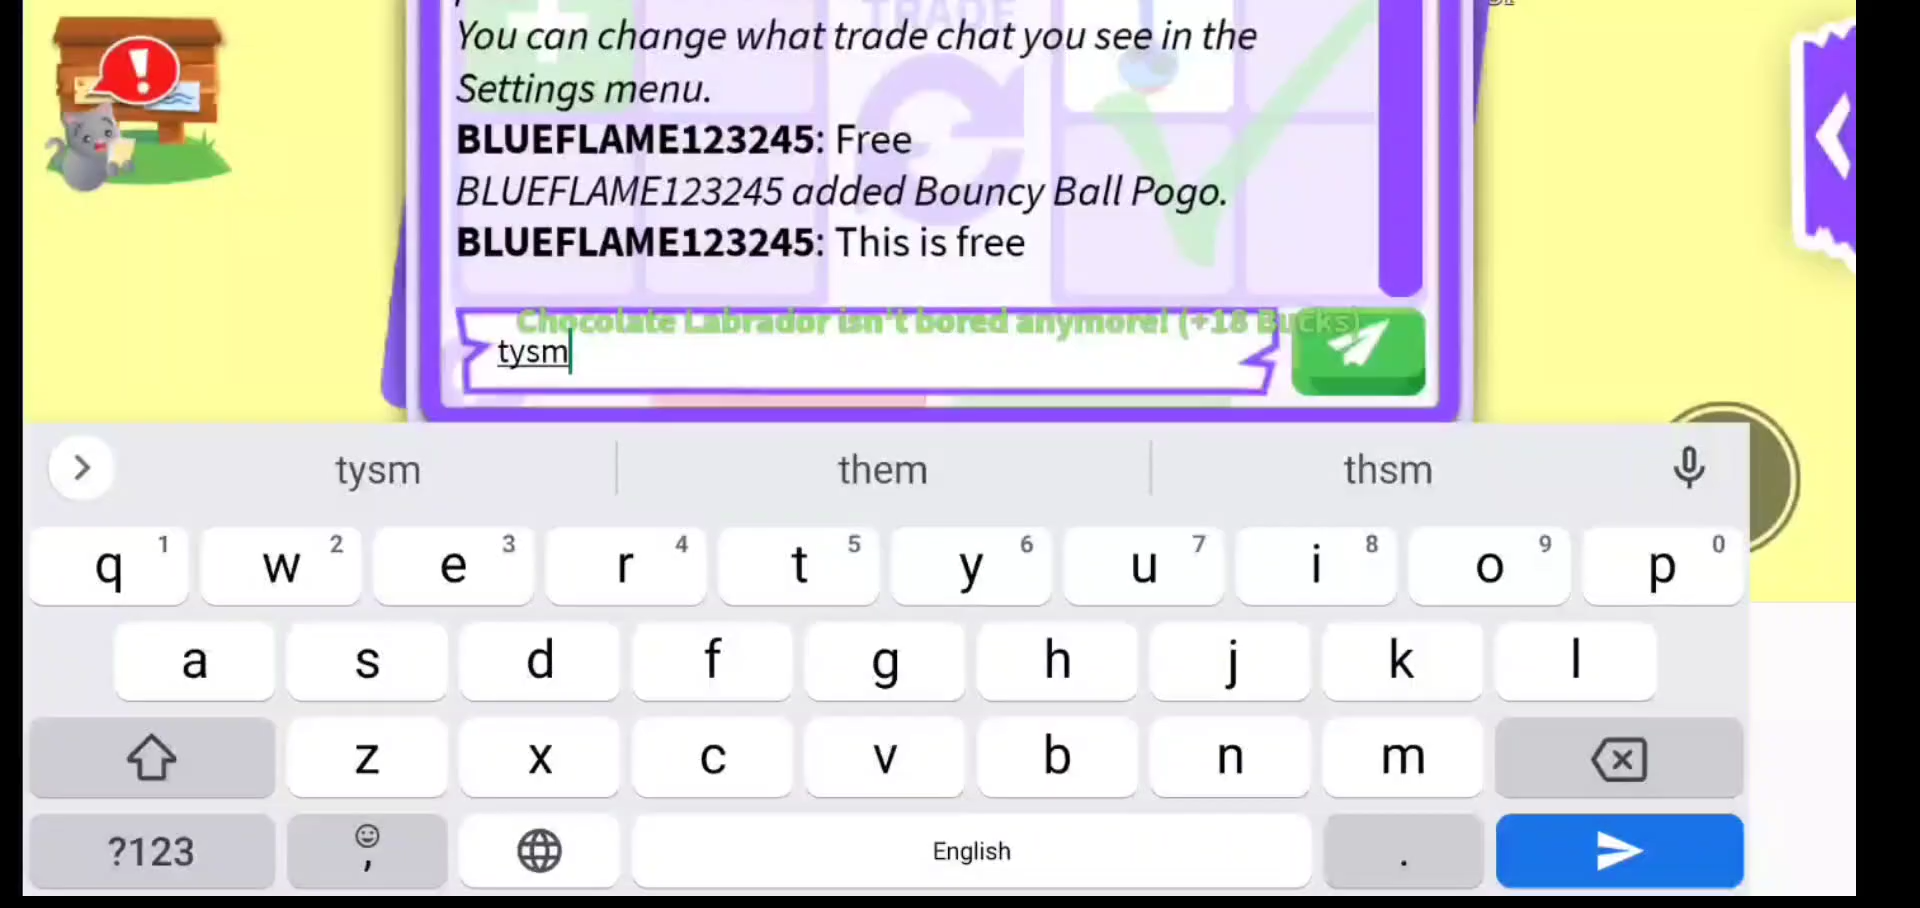 TRADE
You can change what trade chat you see in the
Settings menu.
BLUEFLAME123245: Free
BLUEFLAME123245 added Bouncy Ball Pogo.
BLUEFLAME123245: This is free
Chocolate Labrador isn't bored anymore! (+18 Bucks)
tysm
tysm them thsm
q 1 w 2 e 3 r 4 t 5 y 6 u 7 i 8 o 9 p 0
a s d f g h j k l
z x c v b n m
?123 , English .